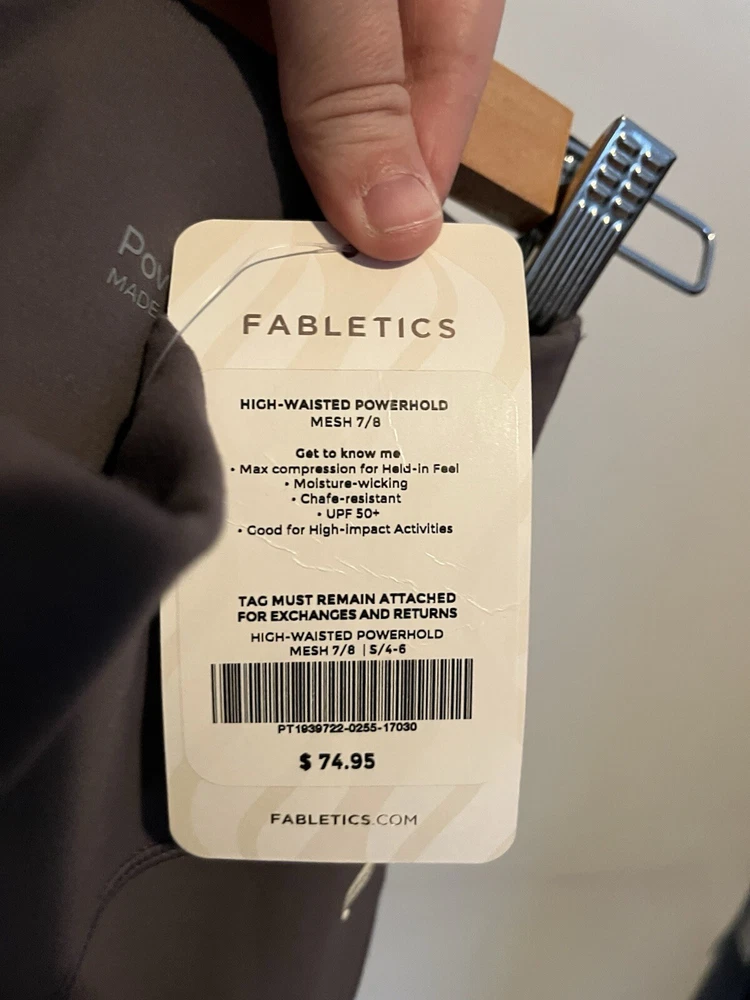 Pow
MADE
FABLETICS
HIGH-WAISTED POWERHOLD
MESH 7/8
Get to know me
• Max compression for Held-in Feel
• Moisture-wicking
• Chafe-resistant
• UPF 50+
• Good for High-impact Activities
TAG MUST REMAIN ATTACHED
FOR EXCHANGES AND RETURNS
HIGH-WAISTED POWERHOLD
MESH 7/8 | S/4-6
PT1939722-0255-17030
$ 74.95
FABLETICS.COM